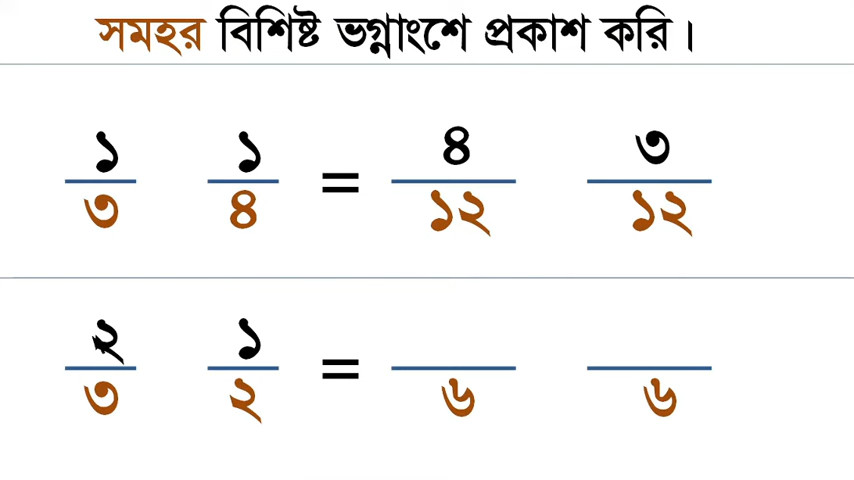 সমহর বিশিষ্ট ভগ্নাংশে প্রকাশ করি।
১ ১ ৪ ৩
৩ ৪ = ১২ ১২
২ ১
৩ ২ = ৬ ৬